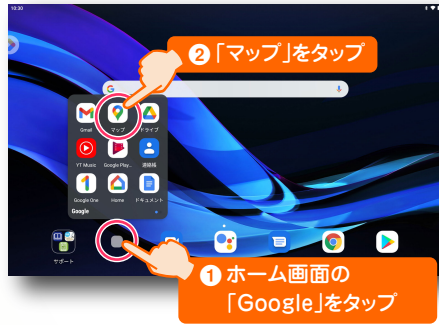 10:30
❷「マップ」をタップ
G
Gmail
マップ
ドライブ
YT Music
Google Play...
連絡帳
Google One
Home
ドキュメント
Google
サポート
❶ホーム画面の
「Google」をタップ